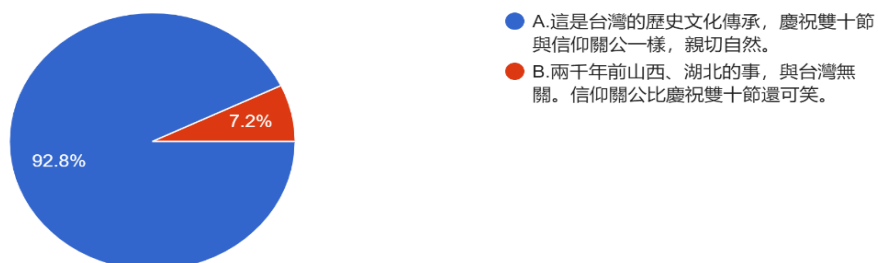 A.這是台灣的歷史文化傳承，慶祝雙十節
與信仰關公一樣，親切自然。
B.兩千年前山西、湖北的事，與台灣無
關。信仰關公比慶祝雙十節還可笑。
7.2%
92.8%